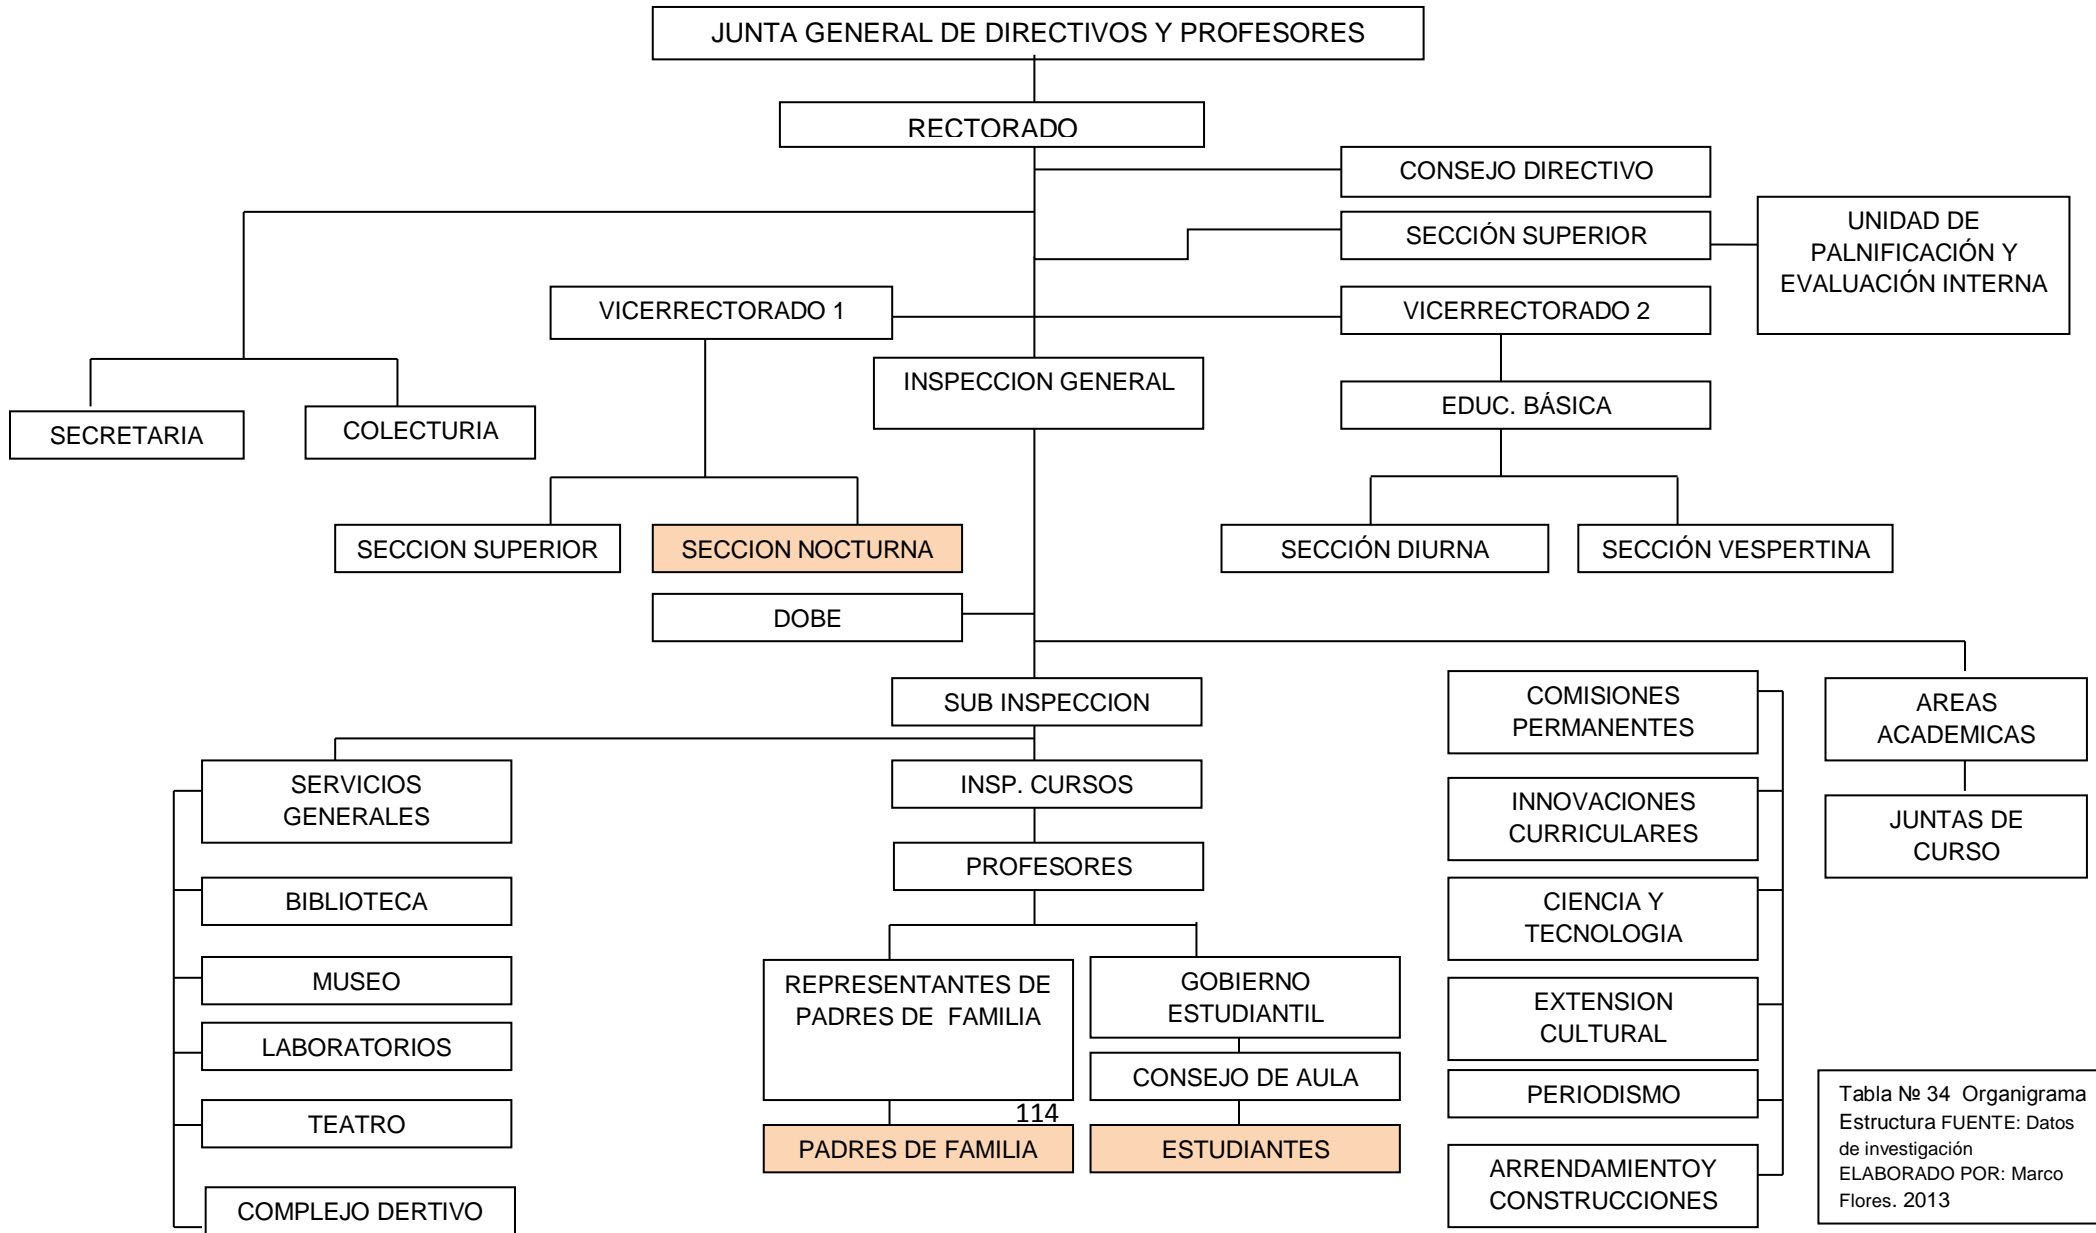 JUNTA GENERAL DE DIRECTIVOS Y PROFESORES
RECTORADO
CONSEJO DIRECTIVO
SECCIÓN SUPERIOR
UNIDAD DE
PALNIFICACIÓN Y
EVALUACIÓN INTERNA
VICERRECTORADO 1
VICERRECTORADO 2
INSPECCION GENERAL
EDUC. BÁSICA
SECRETARIA
COLECTURIA
SECCION SUPERIOR
SECCION NOCTURNA
SECCIÓN DIURNA
SECCIÓN VESPERTINA
DOBE
SUB INSPECCION
SERVICIOS
GENERALES
BIBLIOTECA
MUSEO
LABORATORIOS
TEATRO
COMPLEJO DERTIVO
INSP. CURSOS
PROFESORES
REPRESENTANTES DE
PADRES DE  FAMILIA
114
PADRES DE FAMILIA
GOBIERNO
ESTUDIANTIL
CONSEJO DE AULA
ESTUDIANTES
COMISIONES
PERMANENTES
INNOVACIONES
CURRICULARES
CIENCIA Y
TECNOLOGIA
EXTENSION
CULTURAL
PERIODISMO
ARRENDAMIENTOY
CONSTRUCCIONES
AREAS
ACADEMICAS
JUNTAS DE
CURSO
Tabla № 34  Organigrama
Estructura FUENTE: Datos
de investigación
ELABORADO POR: Marco
Flores. 2013